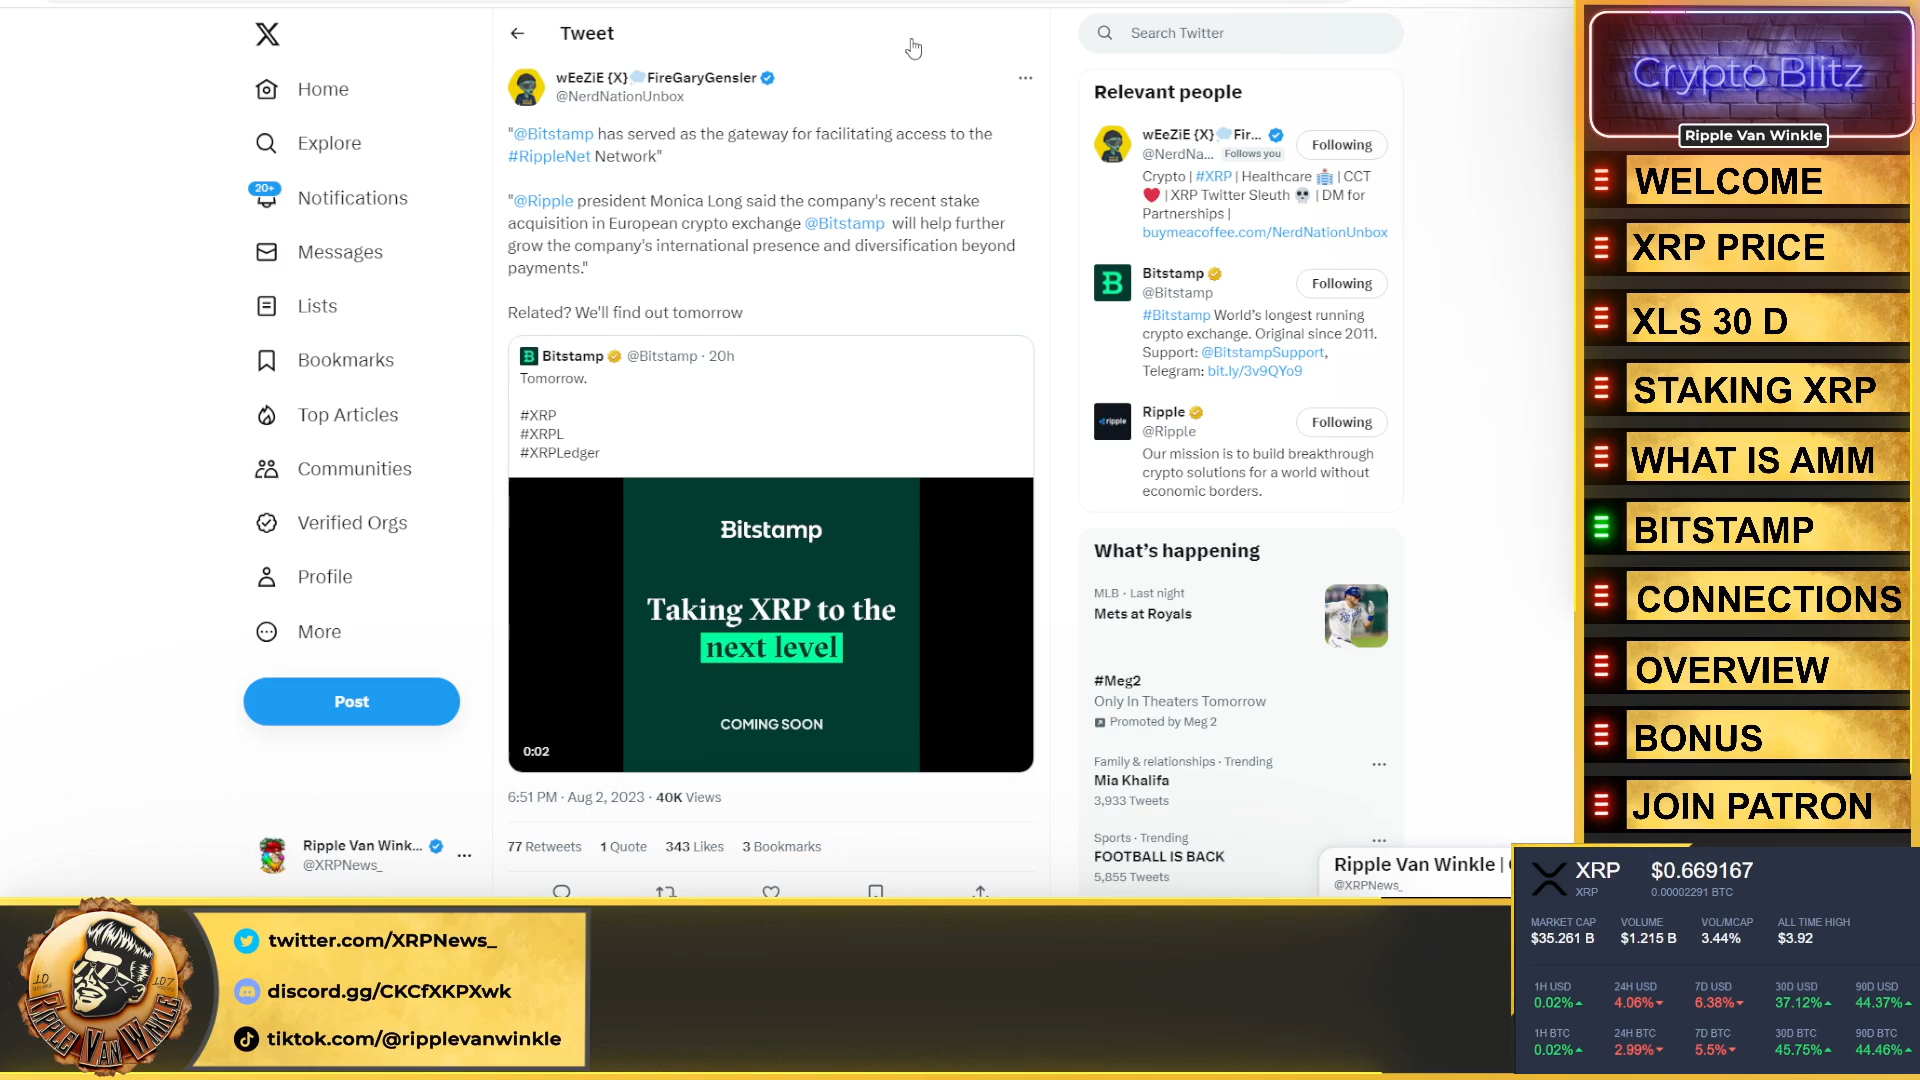 Tweet
Search Twitter
Home
Explore
20+
Notifications
Messages
Lists
Bookmarks
Top Articles
Communities
Verified Orgs
Profile
More
Post
Ripple Van Wink...
@XRPNews_
wEeZiE {X} FireGaryGensler
@NerdNationUnbox
"@Bitstamp has served as the gateway for facilitating access to the
#RippleNet Network"
"@Ripple president Monica Long said the company's recent stake
acquisition in European crypto exchange @Bitstamp will help further
grow the company's international presence and diversification beyond
payments."
Related? We'll find out tomorrow
Bitstamp @Bitstamp · 20h
Tomorrow.
#XRP
#XRPL
#XRPLedger
Bitstamp
Taking XRP to the
next level
COMING SOON
0:02
6:51 PM · Aug 2, 2023 · 40K Views
77 Retweets 1 Quote 343 Likes 3 Bookmarks
Relevant people
wEeZiE {X} Fir...
@NerdNa... Follows you
Following
Crypto | #XRP | Healthcare | CCT
| XRP Twitter Sleuth | DM for
Partnerships |
buymeacoffee.com/NerdNationUnbox
Bitstamp
@Bitstamp
Following
#Bitstamp World's longest running
crypto exchange. Original since 2011.
Support: @BitstampSupport,
Telegram: bit.ly/3v9QYo9
Ripple
@Ripple
Following
ripple
Our mission is to build breakthrough
crypto solutions for a world without
economic borders.
What's happening
MLB · Last night
Mets at Royals
#Meg2
Only In Theaters Tomorrow
Promoted by Meg 2
Family & relationships · Trending
Mia Khalifa
3,933 Tweets
Sports · Trending
FOOTBALL IS BACK
5,855 Tweets
Ripple Van Winkle |
@XRPNews_
Crypto Blitz
Ripple Van Winkle
WELCOME
XRP PRICE
XLS 30 D
STAKING XRP
WHAT IS AMM
BITSTAMP
CONNECTIONS
OVERVIEW
BONUS
JOIN PATRON
XRP $0.669167
XRP 0.00002291 BTC
MARKET CAP VOLUME VOL/MCAP ALL TIME HIGH
$35.261 B $1.215 B 3.44% $3.92
1H USD 24H USD 7D USD 30D USD 90D USD
0.02% 4.06% 6.38% 37.12% 44.37%
1H BTC 24H BTC 7D BTC 30D BTC 90D BTC
0.02% 2.99% 5.5% 45.75% 44.46%
RIPPLE VAN WINKLE
twitter.com/XRPNews_
discord.gg/CKCfXKPXwk
tiktok.com/@ripplevanwinkle